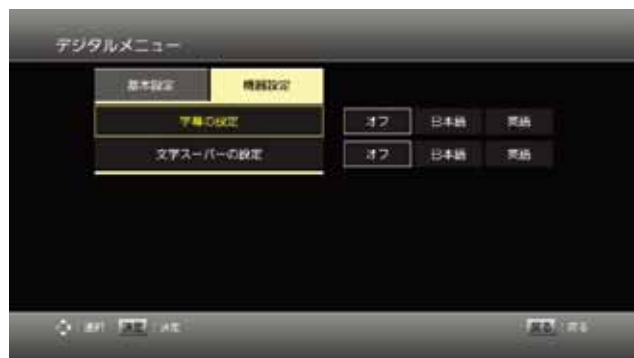 デジタルメニュー
基本設定 機器設定
字幕の設定 オフ 日本語 英語
文字スーパーの設定 オフ 日本語 英語
選択 決定 決定 戻る 戻る